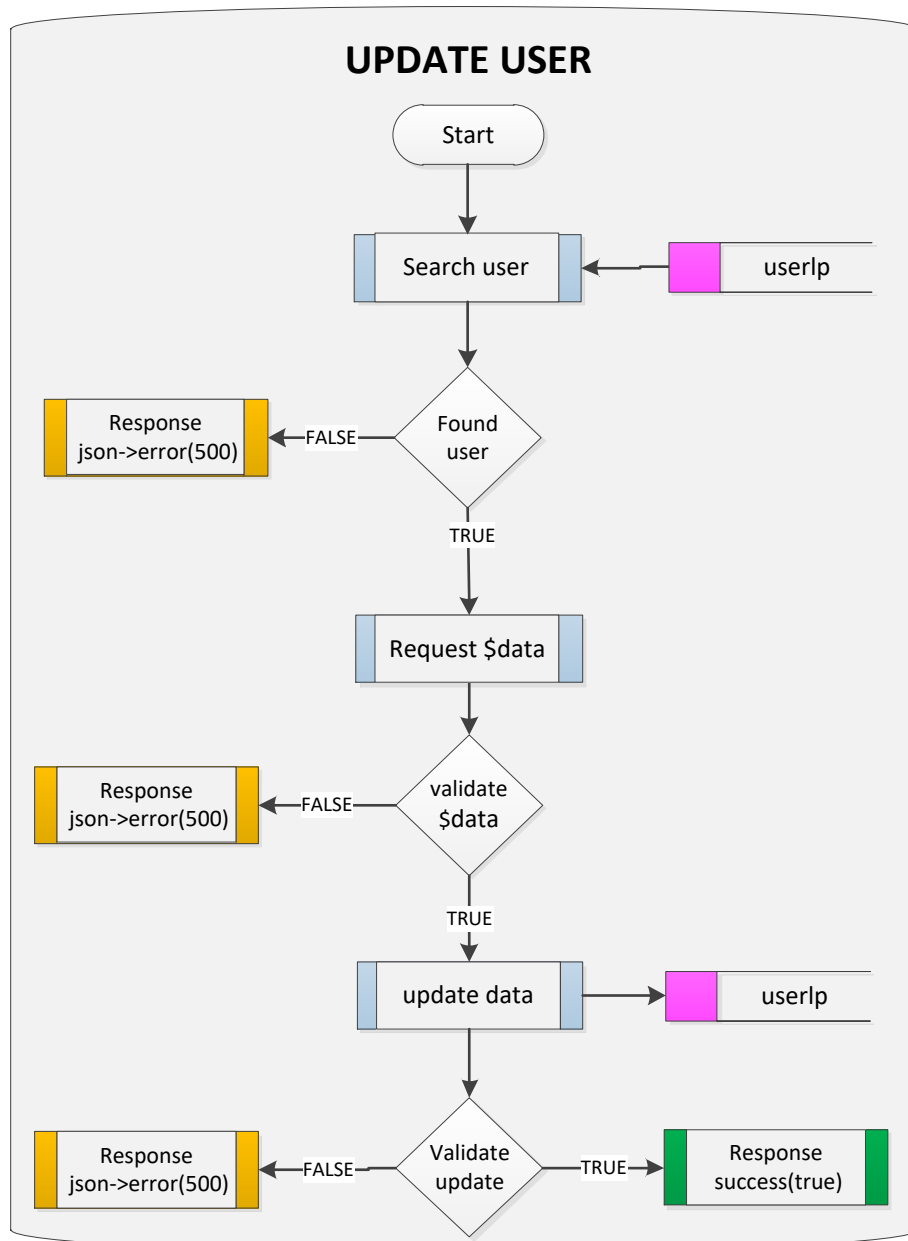 UPDATE USER
Start
Search user
userlp
Found
user
FALSE
Response
json->error(500)
TRUE
Request $data
validate
$data
FALSE
Response
json->error(500)
TRUE
update data
userlp
Validate
update
FALSE
Response
json->error(500)
TRUE
Response
success(true)